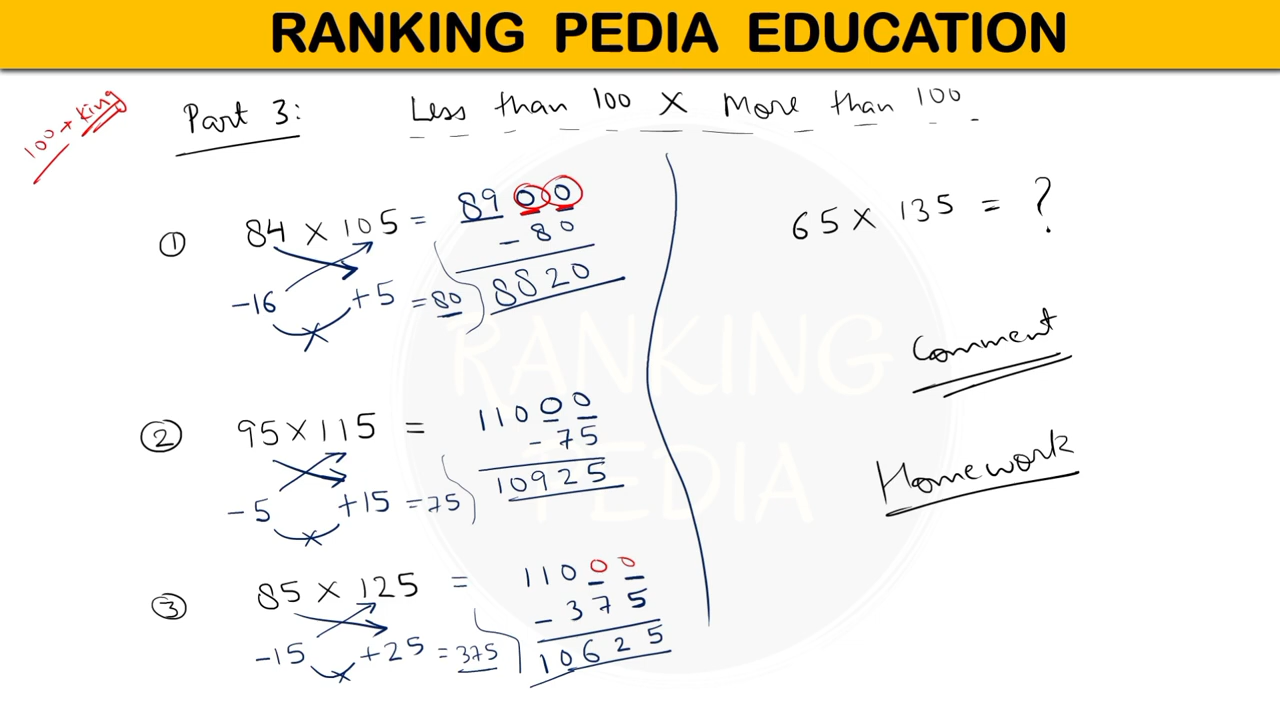 RANKING PEDIA EDUCATION
100 + King
Part 3: Less than 100 × More than 100
① 84 × 105 = 8900
- 80
-16 +5 = 80 8820
② 95 × 115 = 11000
- 75
-5 +15 = 75 10925
③ 85 × 125 = 11000
- 375
-15 +25 = 375 10625
65 × 135 = ?
Comment
Homework
RANKING
PEDIA